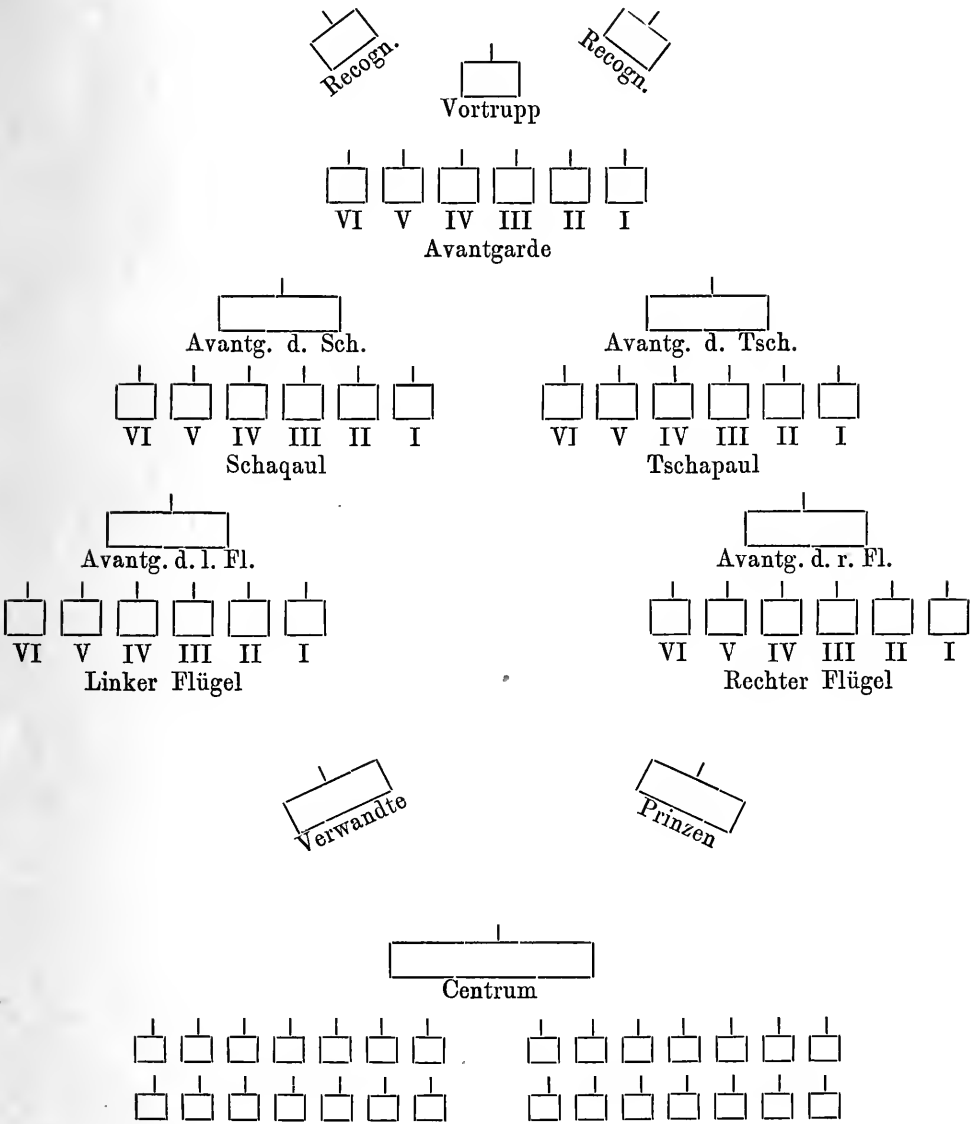 Recogn.
Recogn.
Vortrupp
VI V IV III II I
Avantgarde
Avantg. d. Sch.
Avantg. d. Tsch.
VI V IV III II I
Schaqaul
VI V IV III II I
Tschapaul
Avantg. d. l. Fl.
Avantg. d. r. Fl.
VI V IV III II I
Linker Flügel
VI V IV III II I
Rechter Flügel
Verwandte
Prinzen
Centrum